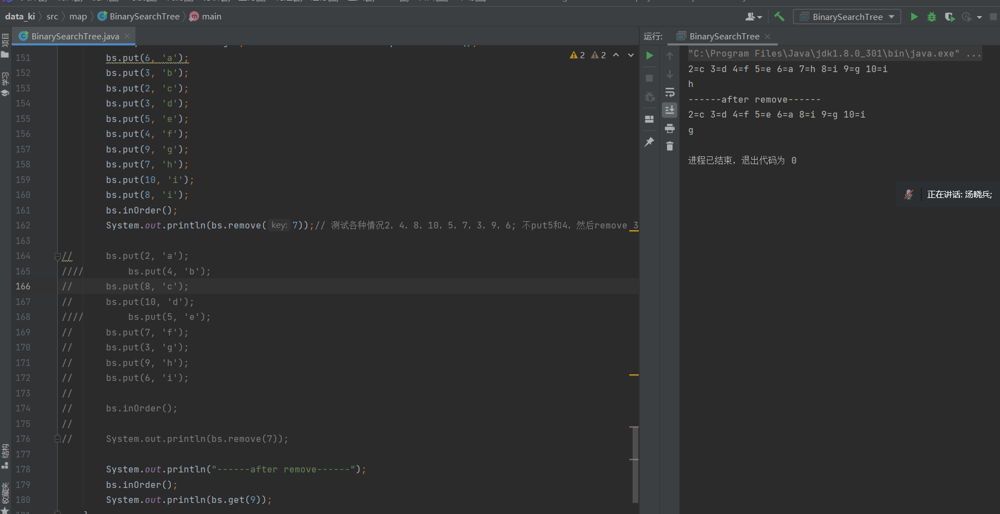 data_ki src map BinarySearchTree main
BinarySearchTree
BinarySearchTree.java
运行: BinarySearchTree
项目
学习
结构
收藏夹
2 2
151 bs.put(6, 'a');
152 bs.put(3, 'b');
153 bs.put(2, 'c');
154 bs.put(3, 'd');
155 bs.put(5, 'e');
156 bs.put(4, 'f');
157 bs.put(9, 'g');
158 bs.put(7, 'h');
159 bs.put(10, 'i');
160 bs.put(8, 'i');
161 bs.inOrder();
162 System.out.println(bs.remove( key: 7));// 测试各种情况2, 4, 8, 10, 5, 7, 3, 9, 6; 不put5和4, 然后remove 3
163
164 // bs.put(2, 'a');
165 //// bs.put(4, 'b');
166 // bs.put(8, 'c');
167 // bs.put(10, 'd');
168 //// bs.put(5, 'e');
169 // bs.put(7, 'f');
170 // bs.put(3, 'g');
171 // bs.put(9, 'h');
172 // bs.put(6, 'i');
173 //
174 // bs.inOrder();
175 //
176 // System.out.println(bs.remove(7));
177
178 System.out.println("------after remove------");
179 bs.inOrder();
180 System.out.println(bs.get(9));
"C:\Program Files\Java\jdk1.8.0_301\bin\java.exe" ...
2=c 3=d 4=f 5=e 6=a 7=h 8=i 9=g 10=i
h
------after remove------
2=c 3=d 4=f 5=e 6=a 8=i 9=g 10=i
g
进程已结束，退出代码为 0
正在讲话: 汤晓兵;